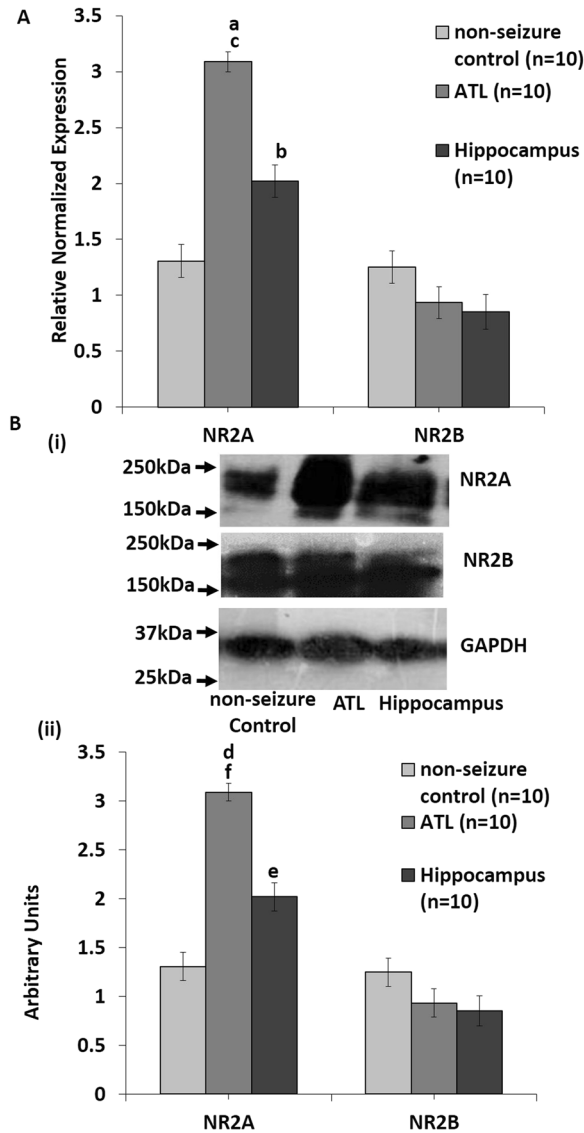 A
3.5
3
3.5
2
1.5
1
0.5
0
Relative Normalized Expression
a
c
b
non-seizure
control (n=10)
ATL (n=10)
Hippocampus
(n=10)
NR2A
NR2B
B
(i)
250kDa
150kDa
NR2A
250kDa
150kDa
NR2B
37kDa
25kDa
GAPDH
non-seizure
Control
ATL
Hippocampus
(ii)
3.5
3
2.5
2
1.5
1
0.5
0
Arbitrary Units
d
f
e
non-seizure
control (n=10)
ATL (n=10)
Hippocampus
(n=10)
NR2A
NR2B